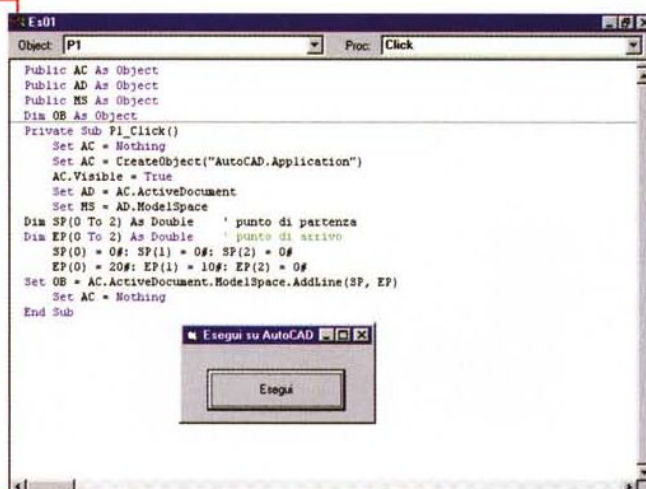 Es01
Object: P1 Proc: Click
Public AC As Object
Public AD As Object
Public MS As Object
Dim OB As Object
Private Sub P1_Click()
Set AC = Nothing
Set AC = CreateObject("AutoCAD.Application")
AC.Visible = True
Set AD = AC.ActiveDocument
Set MS = AD.ModelSpace
Dim SP(0 To 2) As Double ' punto di partenza
Dim EP(0 To 2) As Double ' punto di arrivo
SP(0) = 0#: SP(1) = 0#: SP(2) = 0#
EP(0) = 20#: EP(1) = 10#: EP(2) = 0#
Set OB = AC.ActiveDocument.ModelSpace.AddLine(SP, EP)
Set AC = Nothing
End Sub
Esegui su AutoCAD
Esegui